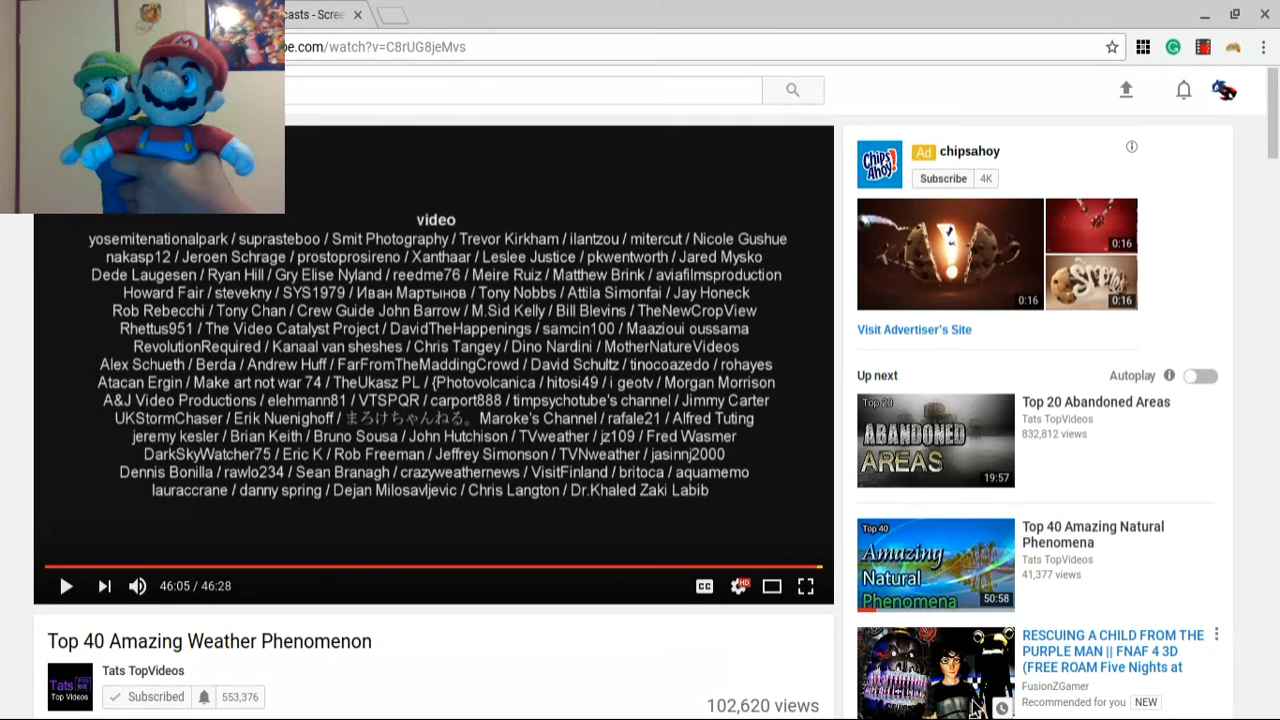 casts - Scree
be.com/watch?v=C8rUG8jeMvs
Chips Ahoy!
Ad chipsahoy
Subscribe 4K
0:16
0:16
0:16
Visit Advertiser's Site
video
yosemitenationalpark / suprasteboo / Smit Photography / Trevor Kirkham / ilantzou / mitercut / Nicole Gushue
nakasp12 / Jeroen Schrage / prostoprosireno / Xanthaar / Leslee Justice / pkwentworth / Jared Mysko
Dede Laugesen / Ryan Hill / Gry Elise Nyland / reedme76 / Meire Ruiz / Matthew Brink / aviafilmsproduction
Howard Fair / stevekny / SYS1979 / Иван Мартынов / Tony Nobbs / Attila Simonfai / Jay Honeck
Rob Rebecchi / Tony Chan / Crew Guide John Barrow / M.Sid Kelly / Bill Blevins / TheNewCropView
Rhettus951 / The Video Catalyst Project / DavidTheHappenings / samcin100 / Maazioui oussama
RevolutionRequired / Kanaal van sheshes / Chris Tangey / Dino Nardini / MotherNatureVideos
Alex Schueth / Berda / Andrew Huff / FarFromTheMaddingCrowd / David Schultz / tinocoazedo / rohayes
Atacan Ergin / Make art not war 74 / TheUkasz PL / {Photovolcanica / hitosi49 / i geotv / Morgan Morrison
A&J Video Productions / elehmann81 / VTSPQR / carport888 / timpsychotube's channel / Jimmy Carter
UKStormChaser / Erik Nuenighoff / まろけちゃんねる。 Maroke's Channel / rafale21 / Alfred Tuting
jeremy kesler / Brian Keith / Bruno Sousa / John Hutchison / TVweather / jz109 / Fred Wasmer
DarkSkyWatcher75 / Eric K / Rob Freeman / Jeffrey Simonson / TVNweather / jasinnj2000
Dennis Bonilla / rawlo234 / Sean Branagh / crazyweathernews / VisitFinland / britoca / aquamemo
lauraccrane / danny spring / Dejan Milosavljevic / Chris Langton / Dr.Khaled Zaki Labib
46:05 / 46:28
CC
HD
Top 40 Amazing Weather Phenomenon
Tats Top Videos
Tats TopVideos
Subscribed 553,376
102,620 views
Up next
Autoplay
Top 20
ABANDONED
AREAS
19:57
Top 20 Abandoned Areas
Tats TopVideos
832,812 views
Top 40
Amazing
Natural
Phenomena
50:58
Top 40 Amazing Natural
Phenomena
Tats TopVideos
41,377 views
RESCUING A CHILD FROM THE
PURPLE MAN || FNAF 4 3D
(FREE ROAM Five Nights at
FusionZGamer
Recommended for you NEW